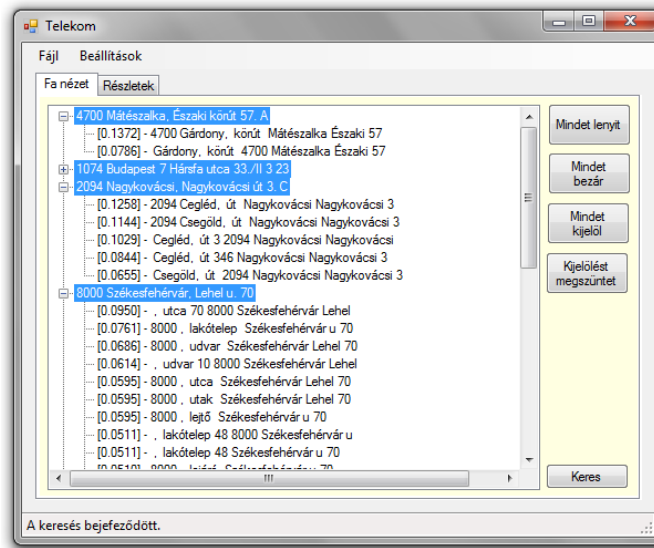 Telekom
Fájl Beállítások
Fa nézet Részletek
4700 Mátészalka, Északi körút 57. A
[0.1372] - 4700 Gárdony, körút Mátészalka Északi 57
[0.0786] - Gárdony, körút 4700 Mátészalka Északi 57
1074 Budapest 7 Hársfa utca 33./II 3 23
2094 Nagykovácsi, Nagykovácsi út 3. C
[0.1258] - 2094 Cegléd, út Nagykovácsi Nagykovácsi 3
[0.1144] - 2094 Csegöld, út Nagykovácsi Nagykovácsi 3
[0.1029] - Cegléd, út 3 2094 Nagykovácsi Nagykovácsi
[0.0844] - Cegléd, út 346 Nagykovácsi Nagykovácsi
[0.0655] - Csegöld, út 2094 Nagykovácsi Nagykovácsi 3
8000 Székesfehérvár, Lehel u. 70
[0.0950] - , utca 70 8000 Székesfehérvár Lehel
[0.0761] - 8000 , lakótelep Székesfehérvár u 70
[0.0686] - 8000 , udvar Székesfehérvár Lehel 70
[0.0614] - , udvar 10 8000 Székesfehérvár Lehel
[0.0595] - 8000 , utca Székesfehérvár Lehel 70
[0.0595] - 8000 , utak Székesfehérvár Lehel 70
[0.0595] - 8000 , lejtő Székesfehérvár u 70
[0.0511] - , lakótelep 48 8000 Székesfehérvár u
[0.0511] - , lakótelep 48 Székesfehérvár u 70
Mindet lenyit
Mindet
bezár
Mindet
kijelöl
Kijelölést
megszüntet
Keres
A keresés bejefeződött.